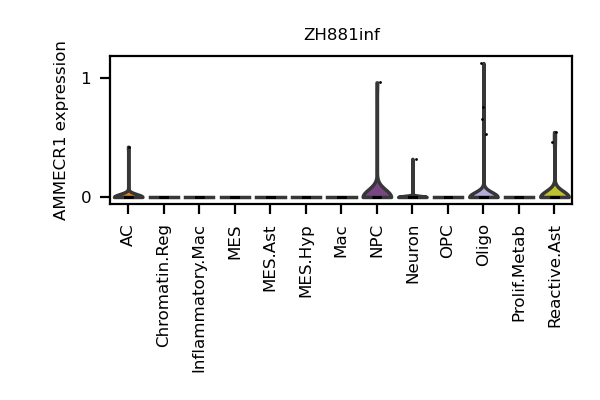 ZH881inf
AMMECR1 expression
1
0
AC
Chromatin.Reg
Inflammatory.Mac
MES
MES.Ast
MES.Hyp
Mac
NPC
Neuron
OPC
Oligo
Prolif.Metab
Reactive.Ast